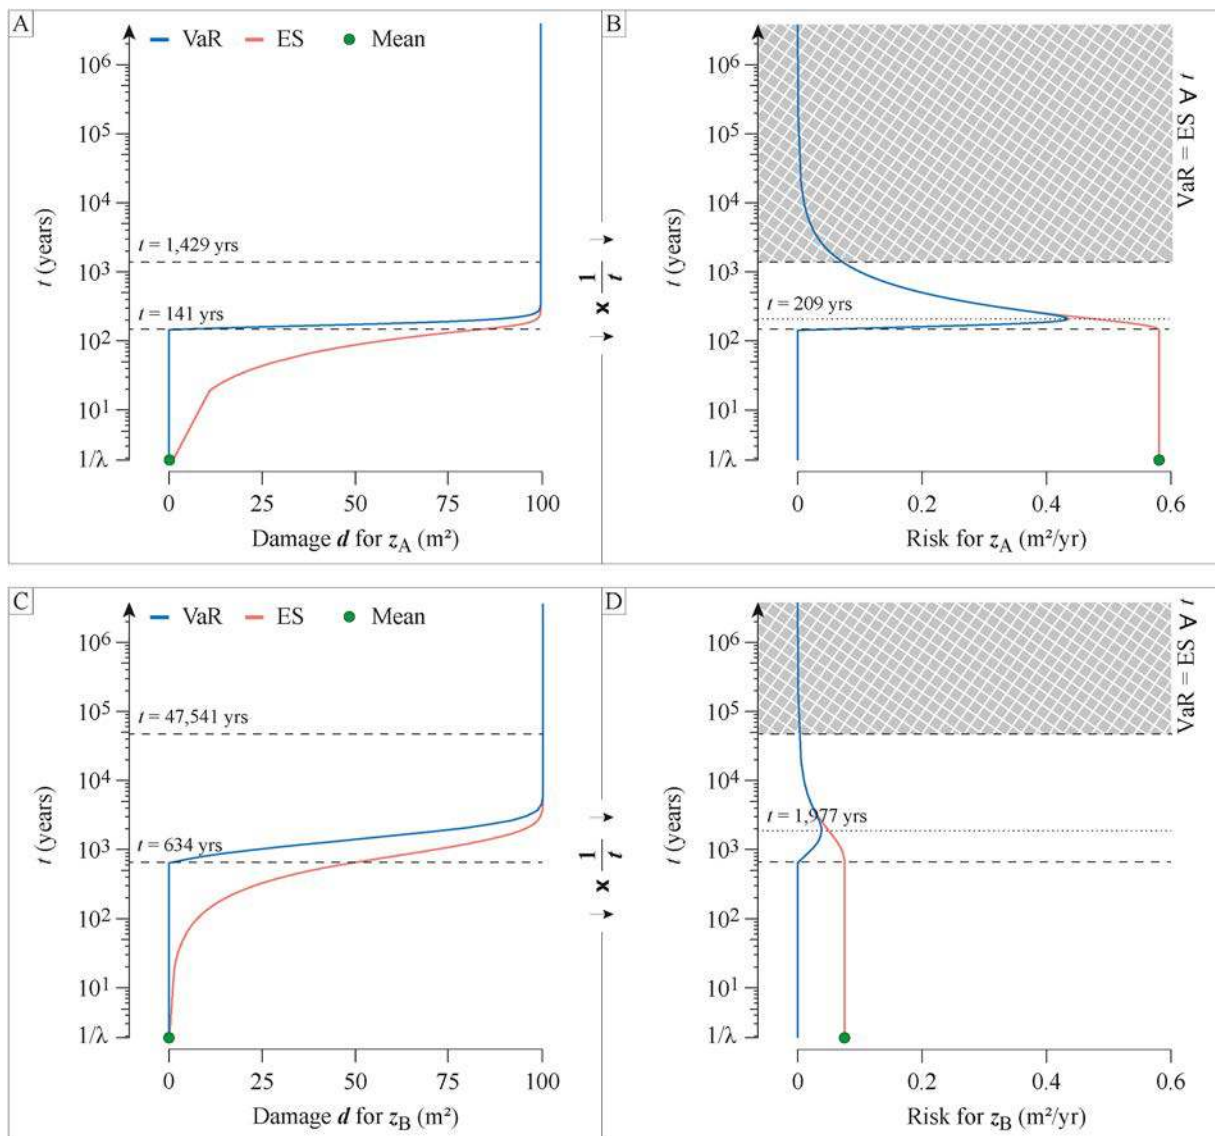 A
VaR ES Mean
10⁶
10⁵
10⁴
10³
10²
10¹
1/λ
t (years)
t = 1,429 yrs
t = 141 yrs
0 25 50 75 100
Damage d for zA (m²)
x 1/t
B
10⁶
10⁵
10⁴
10³
10²
10¹
1/λ
t (years)
t = 209 yrs
VaR = ES ∀ t
0 0.2 0.4 0.6
Risk for zA (m²/yr)
C
VaR ES Mean
10⁶
10⁵
10⁴
10³
10²
10¹
1/λ
t (years)
t = 47,541 yrs
t = 634 yrs
0 25 50 75 100
Damage d for zB (m²)
x 1/t
D
10⁶
10⁵
10⁴
10³
10²
10¹
1/λ
t (years)
t = 1,977 yrs
VaR = ES ∀ t
0 0.2 0.4 0.6
Risk for zB (m²/yr)